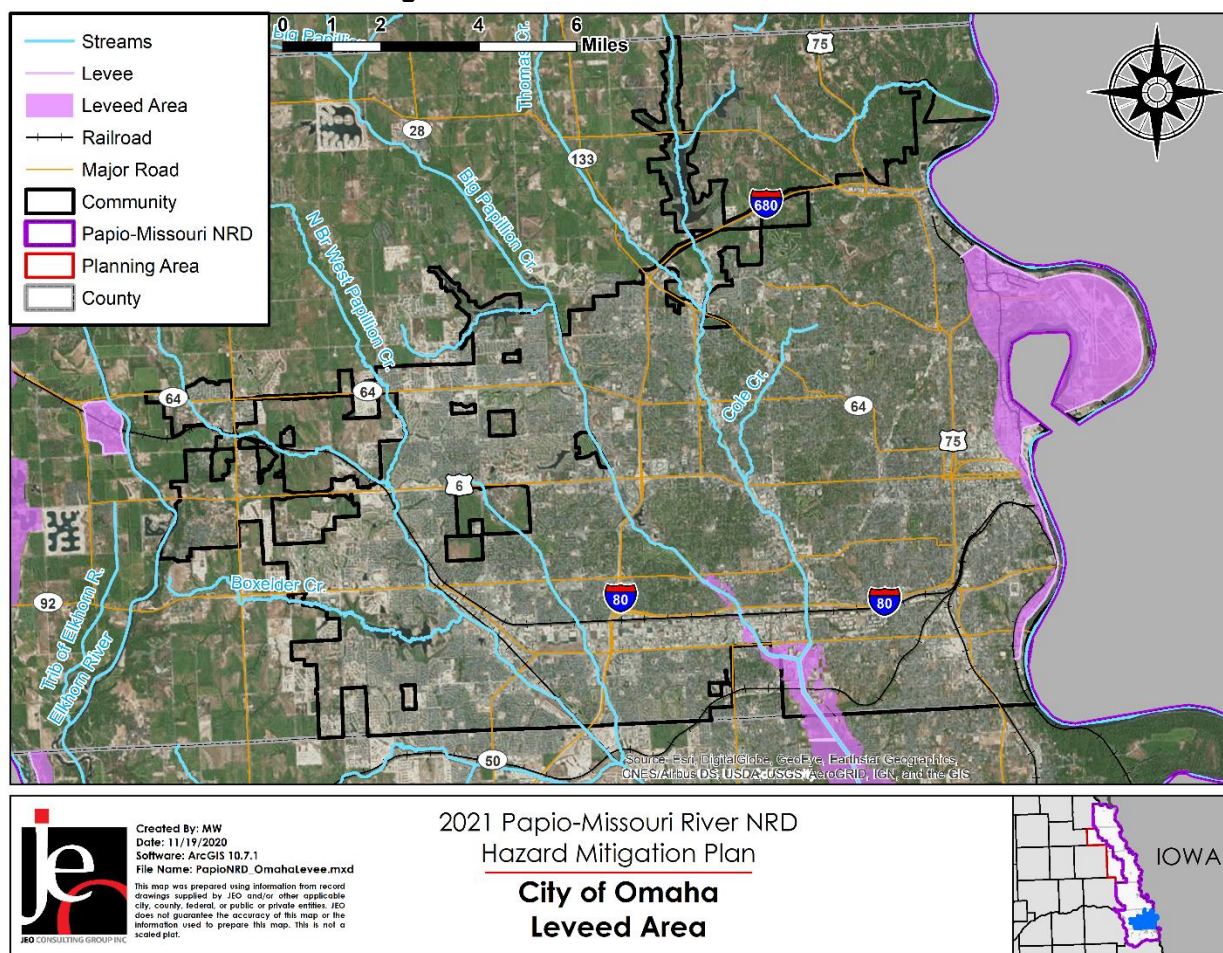 0 1 2 4 6
Miles
Streams
Levee
Leveed Area
Railroad
Major Road
Community
Papio-Missouri NRD
Planning Area
County
Big Papillion
Thomas Cr.
75
28
133
680
Big Papillion Cr.
N Br West Papillion Cr.
64
64
Cole Cr.
64
75
6
Boxelder Cr.
92
80
80
Trib of Elkhorn R.
Elkhorn River
50
Source: Esri, DigitalGlobe, GeoEye, Earthstar Geographics,
CNES/Airbus DS, USDA, USGS, AeroGRID, IGN, and the GIS
je
JEO CONSULTING GROUP INC
Created By: MW
Date: 11/19/2020
Software: ArcGIS 10.7.1
File Name: PapioNRD_OmahaLevee.mxd
This map was prepared using information from record
drawings supplied by JEO and/or other applicable
city, county, federal, or public or private entities. JEO
does not guarantee the accuracy of this map or the
information used to prepare this map. This is not a
scaled plat.
2021 Papio-Missouri River NRD
Hazard Mitigation Plan
City of Omaha
Leveed Area
IOWA